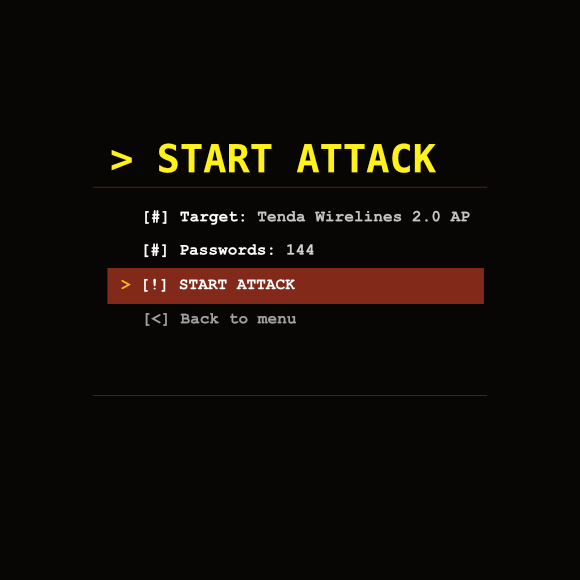 > START ATTACK
[#] Target: Tenda Wirelines 2.0 AP
[#] Passwords: 144
> [!] START ATTACK
[<] Back to menu